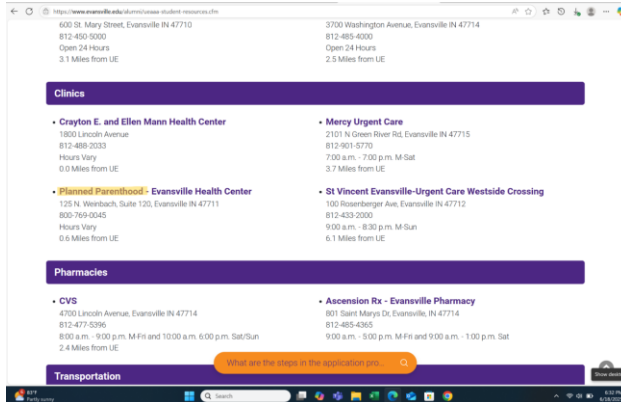 https://www.evansville.edu/alumni/ueaaa-student-resources.cfm
600 St. Mary Street, Evansville IN 47710
812-450-5000
Open 24 Hours
3.1 Miles from UE
3700 Washington Avenue, Evansville IN 47714
812-485-4000
Open 24 Hours
2.5 Miles from UE
Clinics
• Crayton E. and Ellen Mann Health Center
1800 Lincoln Avenue
812-488-2033
Hours Vary
0.0 Miles from UE
• Mercy Urgent Care
2101 N Green River Rd, Evansville IN 47715
812-901-5770
7:00 a.m. - 7:00 p.m. M-Sat
3.7 Miles from UE
• Planned Parenthood - Evansville Health Center
125 N. Weinbach, Suite 120, Evansville IN 47711
800-769-0045
Hours Vary
0.6 Miles from UE
• St Vincent Evansville-Urgent Care Westside Crossing
100 Rosenberger Ave, Evansville IN 47712
812-433-2000
9:00 a.m. - 8:30 p.m. M-Sun
6.1 Miles from UE
Pharmacies
• CVS
4700 Lincoln Avenue, Evansville IN 47714
812-477-5396
8:00 a.m. - 9:00 p.m. M-Fri and 10:00 a.m. 6:00 p.m. Sat/Sun
2.4 Miles from UE
• Ascension Rx - Evansville Pharmacy
801 Saint Marys Dr, Evansville, IN 47714
812-485-4365
9:00 a.m. - 5:00 p.m. M-Fri and 9:00 a.m. - 1:00 p.m. Sat
What are the steps in the application pro...
Transportation
Show desktop
83°F
Partly sunny
Search
6:52 PM